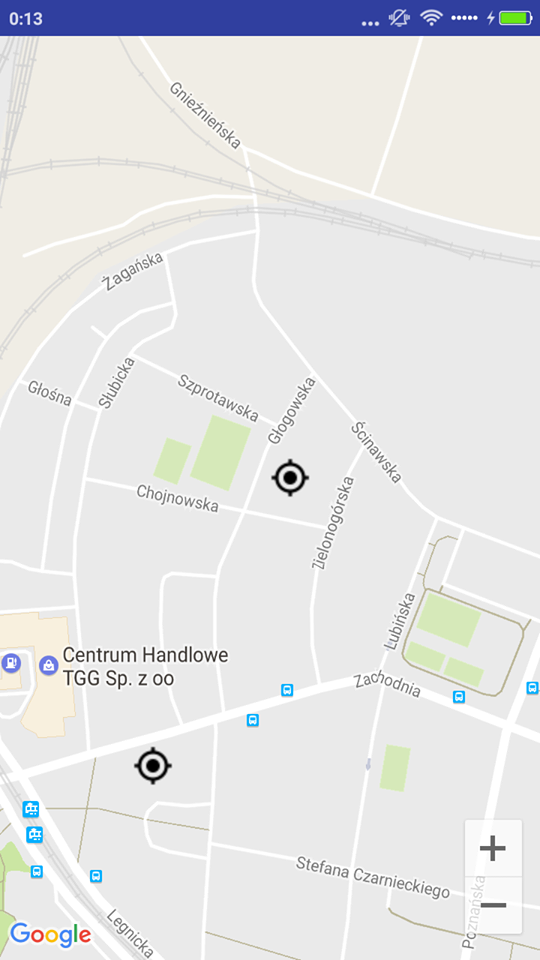 0:13
Gnieźnieńska
Żagańska
Głośna
Słubicka
Szprotawska
Głogowska
Ścinawska
Chojnowska
Zielonogórska
Lubińska
Centrum Handlowe
TGG Sp. z oo
Zachodnia
+
Stefana Czarnieckiego
Poznańska
−
Legnicka
Google